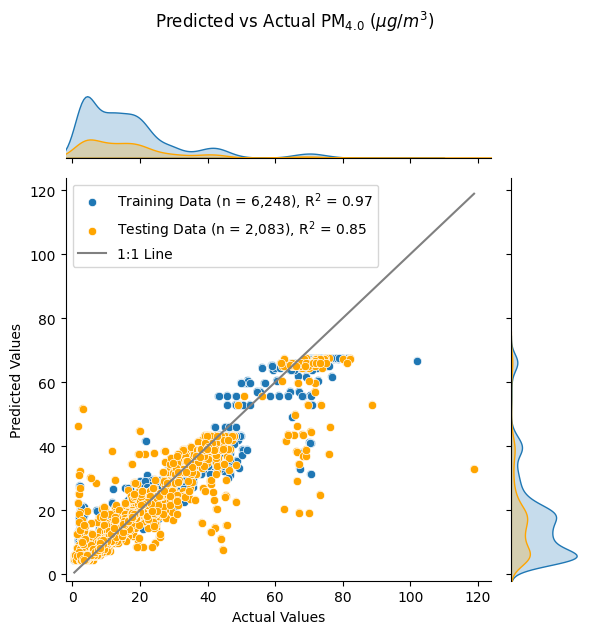 Predicted vs Actual PM4.0 (μg/m³)
Training Data (n = 6,248), R² = 0.97
Testing Data (n = 2,083), R² = 0.85
1:1 Line
120
100
80
60
40
20
0
Predicted Values
0 20 40 60 80 100 120
Actual Values